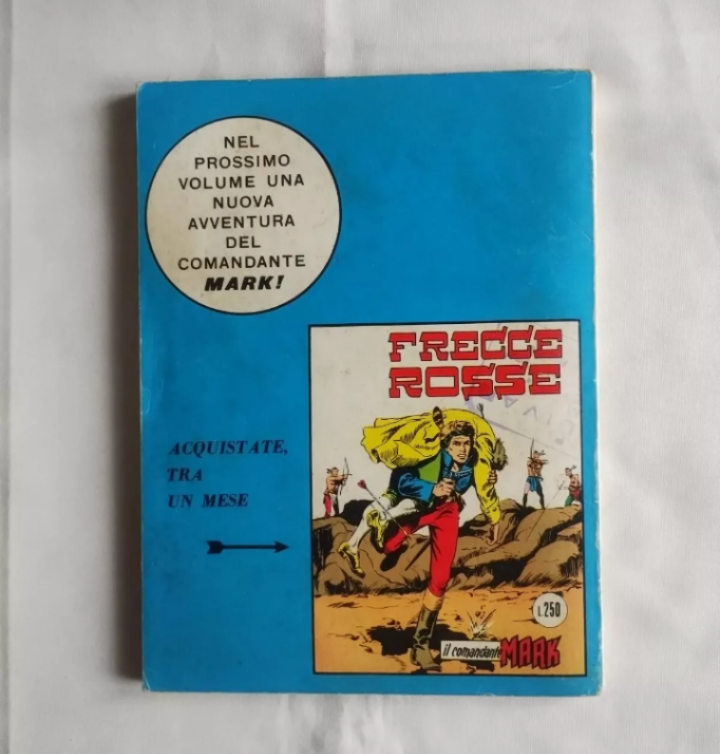 NEL
PROSSIMO
VOLUME UNA
NUOVA
AVVENTURA
DEL
COMANDANTE
MARK!
FRECCE
ROSSE
ACQUISTATE,
TRA
UN MESE
L.250
il comandante MARK